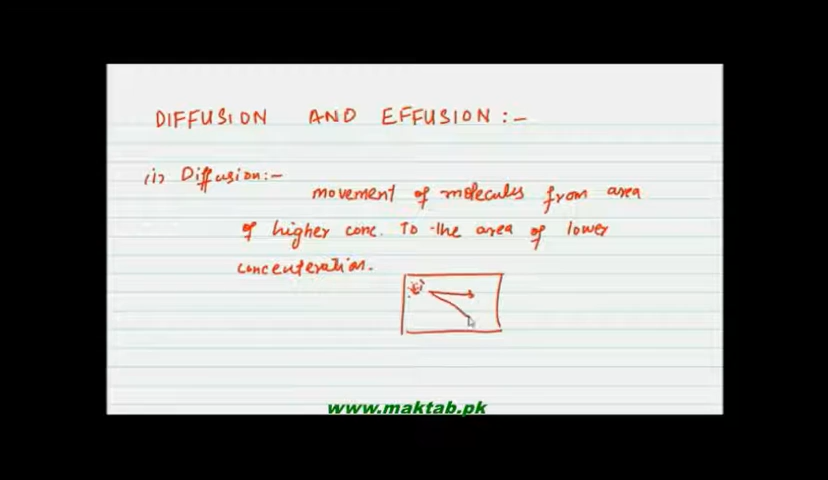 DIFFUSION AND EFFUSION :-
(i) Diffusion:-
movement of molecules from area
of higher conc. To the area of lower
concenteration.
www.maktab.pk